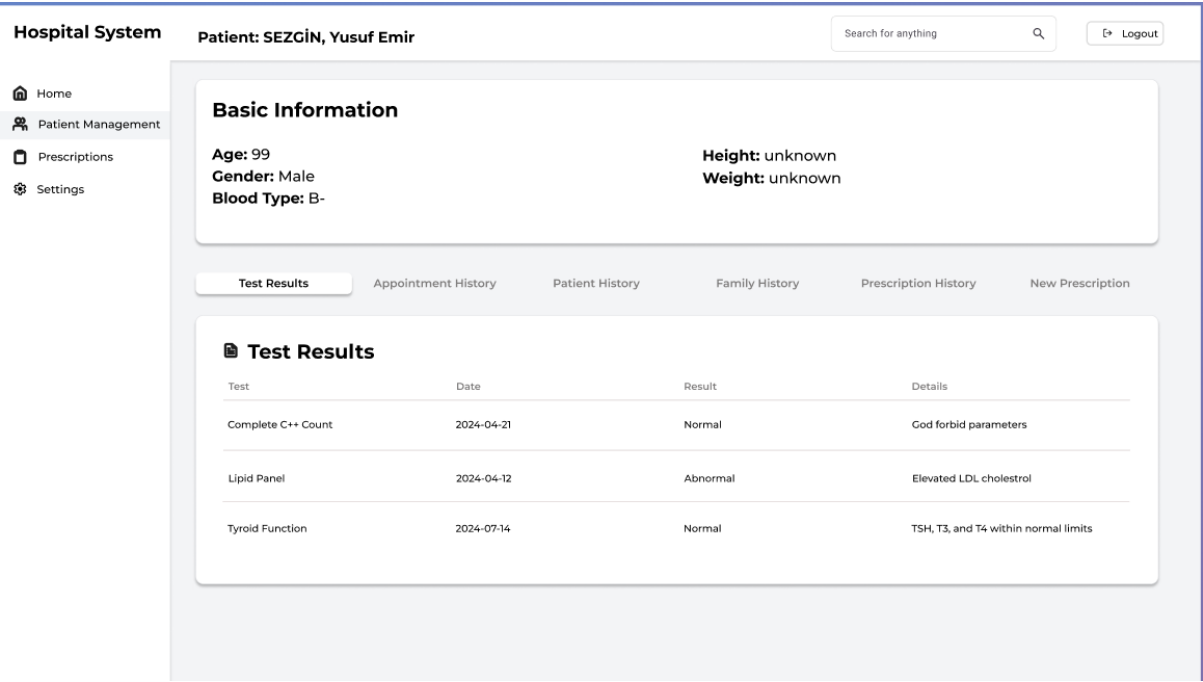 Hospital System
Patient: SEZGİN, Yusuf Emir
Search for anything
Logout
Home
Patient Management
Prescriptions
Settings
Basic Information
Age: 99
Gender: Male
Blood Type: B-
Height: unknown
Weight: unknown
Test Results Appointment History Patient History Family History Prescription History New Prescription
Test Results
Test Date Result Details
Complete C++ Count 2024-04-21 Normal God forbid parameters
Lipid Panel 2024-04-12 Abnormal Elevated LDL cholestrol
Tyroid Function 2024-07-14 Normal TSH, T3, and T4 within normal limits